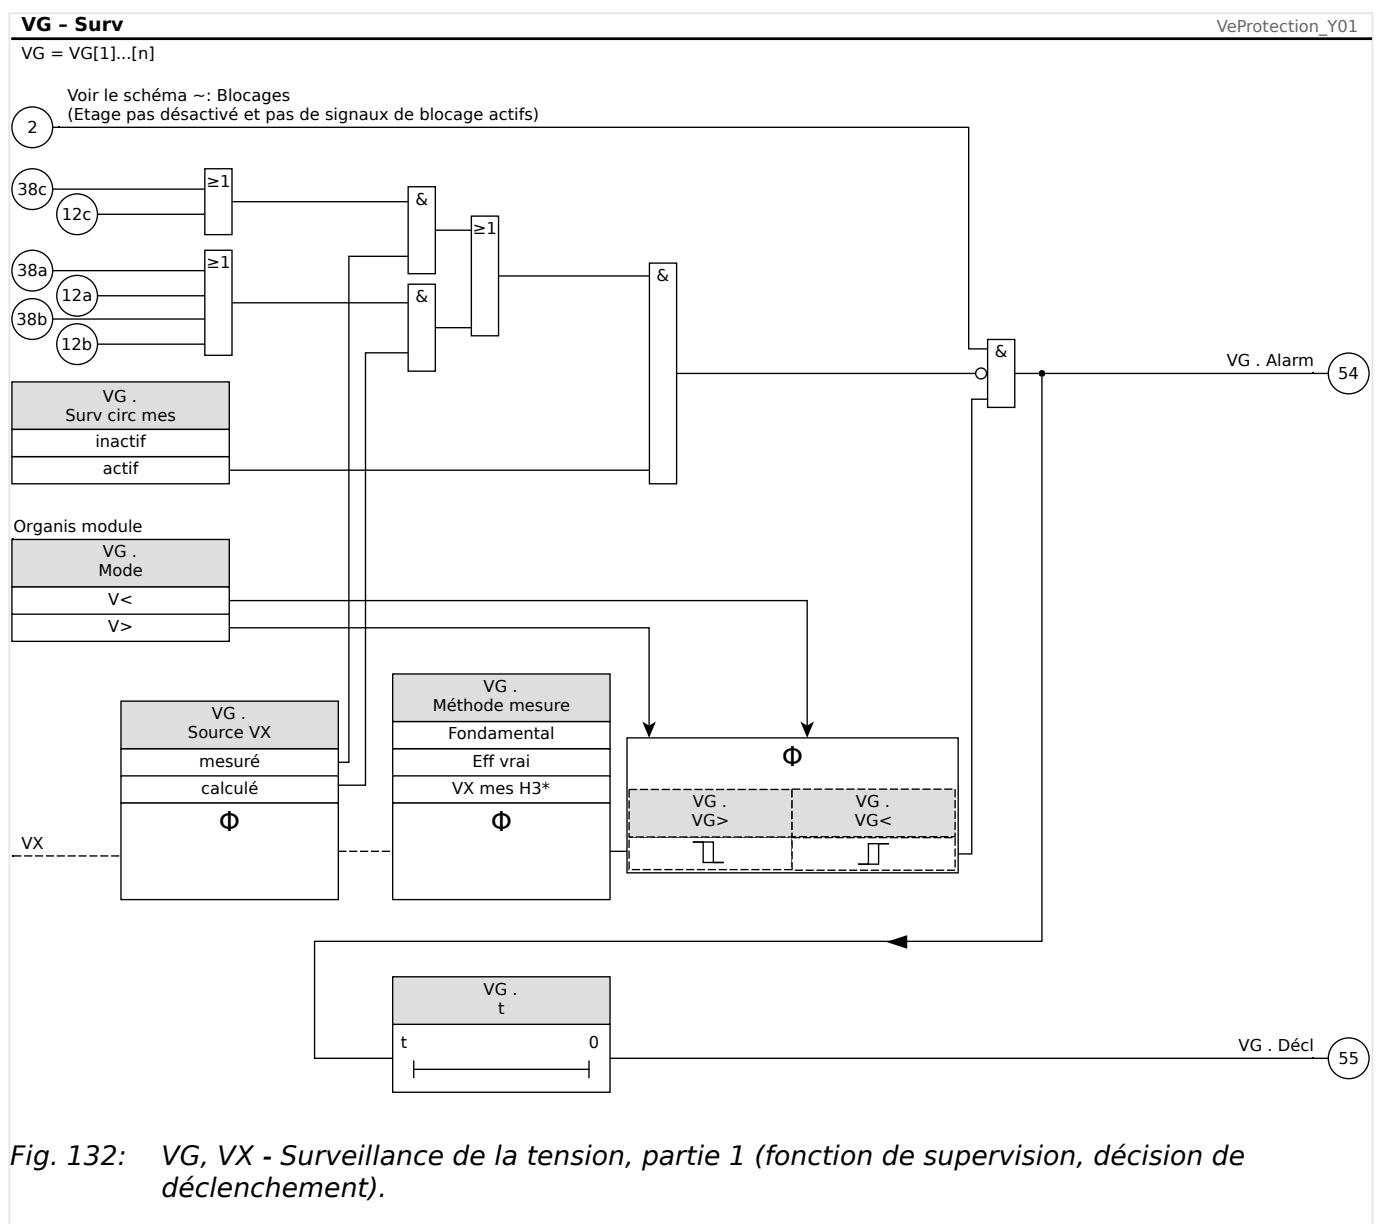 VG – Surv
VeProtection_Y01
VG = VG[1]...[n]
Voir le schéma ~: Blocages
(Etage pas désactivé et pas de signaux de blocage actifs)
2
38c
12c
≥1
&
≥1
38a
12a
38b
12b
≥1
&
&
&
VG . Alarm
54
VG .
Surv circ mes
inactif
actif
Organis module
VG .
Mode
V<
V>
VG .
Source VX
mesuré
calculé
Φ
VX
VG .
Méthode mesure
Fondamental
Eff vrai
VX mes H3*
Φ
Φ
VG .
VG>
VG .
VG<
VG .
t
t 0
VG . Décl
55
Fig. 132: VG, VX - Surveillance de la tension, partie 1 (fonction de supervision, décision de
déclenchement).